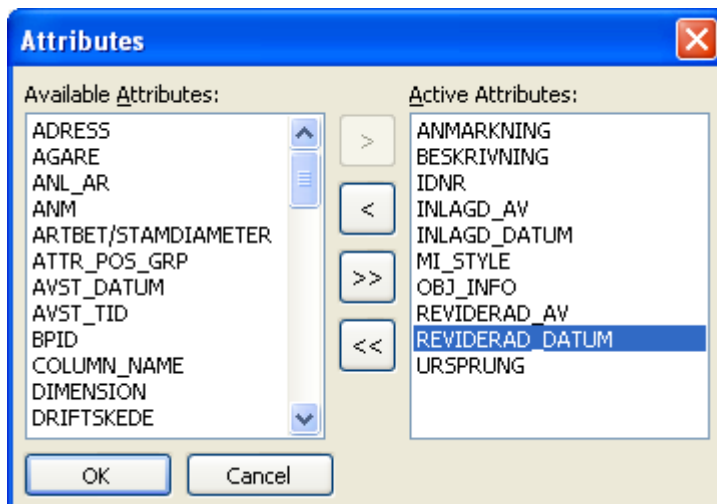 Attributes
Available Attributes:
ADRESS
AGARE
ANL_AR
ANM
ARTBET/STAMDIAMETER
ATTR_POS_GRP
AVST_DATUM
AVST_TID
BPID
COLUMN_NAME
DIMENSION
DRIFTSKEDE
>
<
>>
<<
Active Attributes:
ANMARKNING
BESKRIVNING
IDNR
INLAGD_AV
INLAGD_DATUM
MI_STYLE
OBJ_INFO
REVIDERAD_AV
REVIDERAD_DATUM
URSPRUNG
OK
Cancel